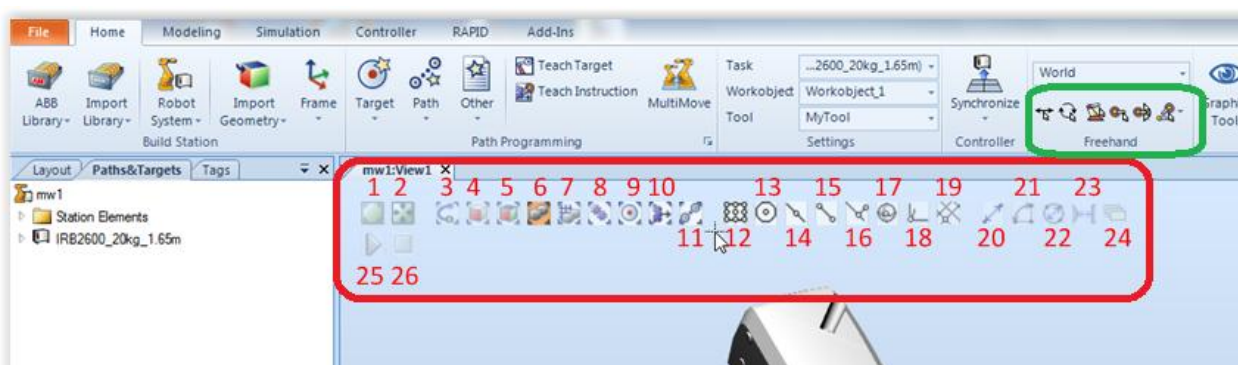 File Home Modeling Simulation Controller RAPID Add-Ins
ABB Library
Import Library
Robot System
Import Geometry
Frame
Build Station
Target
Path
Other
Teach Target
Teach Instruction
MultiMove
Path Programming
Task ...2600_20kg_1.65m)
Workobject Workobject_1
Tool MyTool
Settings
Synchronize
Controller
World
Freehand
Graph
Tool
Layout Paths&Targets Tags
mw1:View1
mw1
Station Elements
IRB2600_20kg_1.65m
1 2 3 4 5 6 7 8 9 10 13 15 17 19 21 23
11 12 14 16 18 20 22 24
25 26